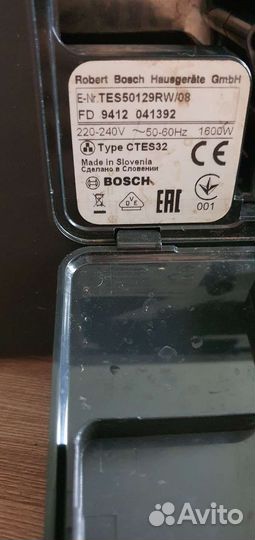 Robert Bosch Hausgeräte GmbH
E-Nr.TES50129RW/08
FD 9412 041392
220-240V ~50-60Hz 1600W
Type CTES32
Made in Slovenia
Сделано в Словении
CE
BOSCH
VDE
EAC
001
Avito